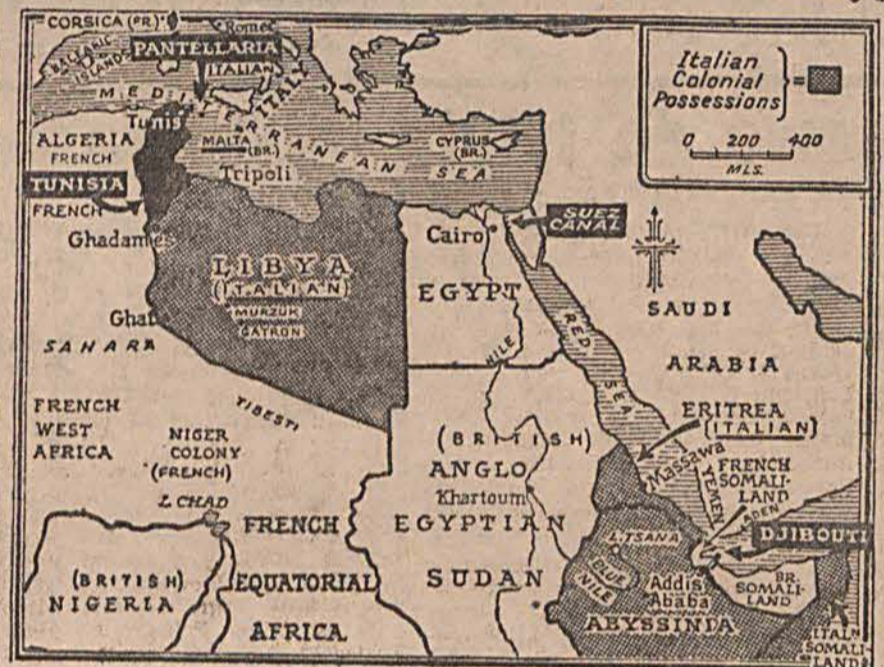 CORSICA (FR.)
Rome
BALEARIC
ISLANDS
PANTELLARIA
ITALIAN
ITALY
MEDITERRANEAN SEA
Tunis
ALGERIA
FRENCH
MALTA
(BR.)
CYPRUS
(BR.)
TUNISIA
FRENCH
Tripoli
Ghadames
LIBYA
(ITALIAN)
MURZUK
GATRON
Ghat
SAHARA
TIBESTI
Cairo
SUEZ
CANAL
EGYPT
NILE
RED SEA
SAUDI
ARABIA
Italian
Colonial
Possessions
=
0 200 400
MLS.
FRENCH
WEST
AFRICA
NIGER
COLONY
(FRENCH)
L. CHAD
(BRITISH)
NIGERIA
FRENCH
EQUATORIAL
AFRICA
(BRITISH)
ANGLO
Khartoum
EGYPTIAN
SUDAN
ERITREA
(ITALIAN)
Massawa
YEMEN
FRENCH
SOMALI-
LAND
ADEN
DJIBOUTI
L. TSANA
BLUE
NILE
Addis
Ababa
ABYSSINIA
BR.
SOMALI-
LAND
ITALN
SOMALI-
LAND